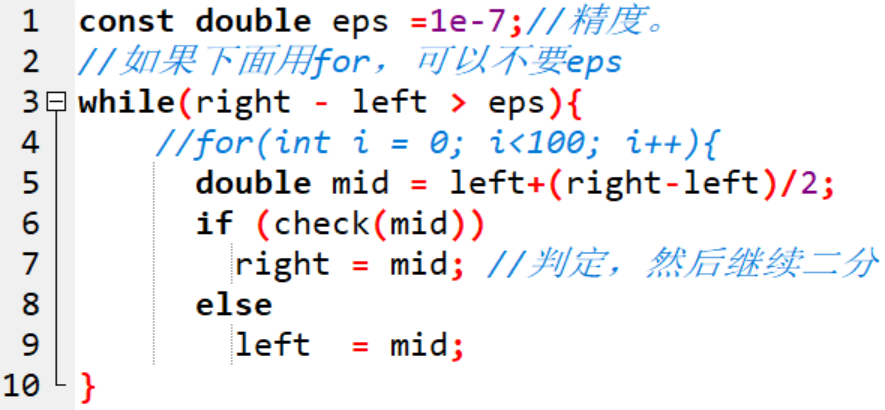 1 const double eps =1e-7;//精度。
2 //如果下面用for，可以不要eps
3 while(right - left > eps){
4 //for(int i = 0; i<100; i++){
5 double mid = left+(right-left)/2;
6 if (check(mid))
7 right = mid; //判定，然后继续二分
8 else
9 left  = mid;
10 }